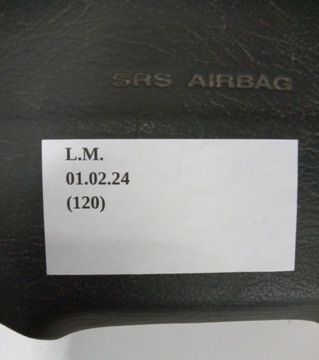 SRS AIRBAG
L.M.
01.02.24
(120)